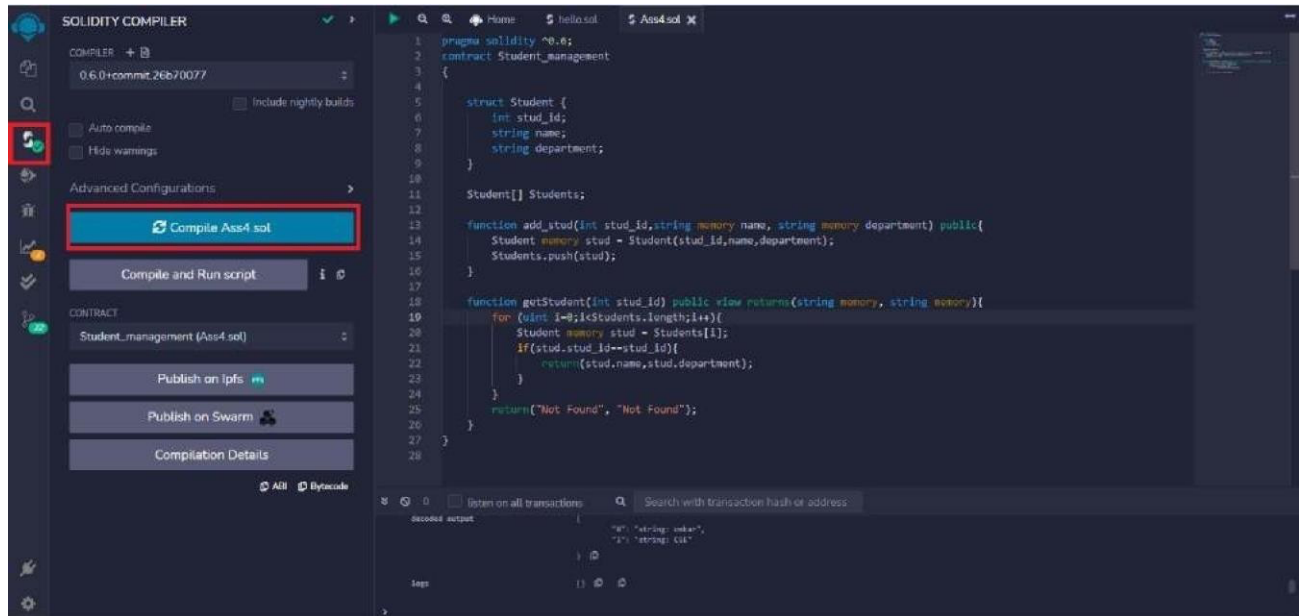 SOLIDITY COMPILER
COMPILER +
0.6.0+commit.26b70077
Include nightly builds
Auto compile
Hide warnings
Advanced Configurations
Compile Ass4.sol
Compile and Run script
CONTRACT
Student_management (Ass4.sol)
Publish on Ipfs
Publish on Swarm
Compilation Details
ABI Bytecode
Home hello.sol Ass4.sol
1 pragma solidity ^0.6;
2 contract Student_management
3 {
4
5 struct Student {
6 int stud_id;
7 string name;
8 string department;
9 }
10
11 Student[] Students;
12
13 function add_stud(int stud_id,string memory name, string memory department) public{
14 Student memory stud = Student(stud_id,name,department);
15 Students.push(stud);
16 }
17
18 function getStudent(int stud_id) public view returns(string memory, string memory){
19 for (uint i=0;i<Students.length;i++){
20 Student memory stud = Students[i];
21 if(stud.stud_id==stud_id){
22 return(stud.name,stud.department);
23 }
24 }
25 return("Not Found", "Not Found");
26 }
27 }
28
0 listen on all transactions Search with transaction hash or address
decoded output {
"0": "string: omkar",
"1": "string: CSE"
}
logs []
>